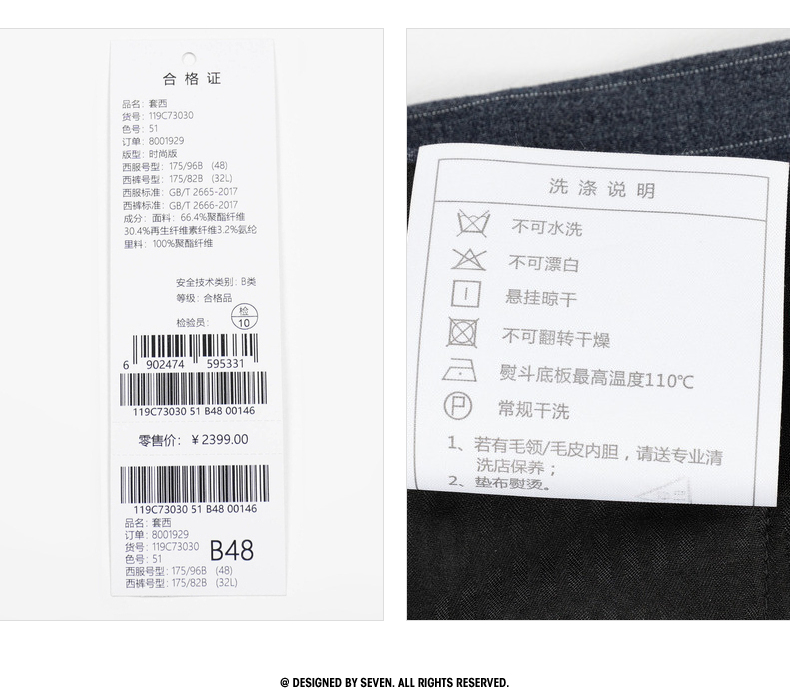 合格证
品名：套西
货号：119C73030
色号：51
订单：8001929
版型：时尚版
西服号型：175/96B （48）
西裤号型：175/82B （32L）
西服标准：GB/T 2665-2017
西裤标准：GB/T 2666-2017
成分：面料：66.4%聚酯纤维
30.4%再生纤维素纤维3.2%氨纶
里料：100%聚酯纤维
安全技术类别：B类
等级：合格品
检验员：
检
10
6 902474 595331
119C73030 51 B48 00146
零售价：￥2399.00
119C73030 51 B48 00146
品名：套西
订单：8001929
货号：119C73030
色号：51
B48
西服号型：175/96B （48）
西裤号型：175/82B （32L）
洗涤说明
不可水洗
不可漂白
悬挂晾干
不可翻转干燥
熨斗底板最高温度110℃
P
常规干洗
1、若有毛领/毛皮内胆，请送专业清
洗店保养；
2、垫布熨烫。
@ DESIGNED BY SEVEN. ALL RIGHTS RESERVED.